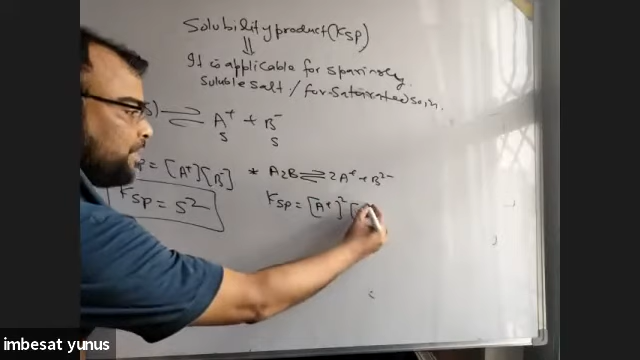 Solubility product (Ksp)
⇓
It is applicable for sparingly
soluble salt / for saturated soln.
s) ⇌ A⁺ + B⁻
S S
sp = [A⁺] [B⁻] * A₂B ⇌ 2A⁺ + B²⁻
Ksp = S² Ksp = [A⁺]² [
imbesat yunus